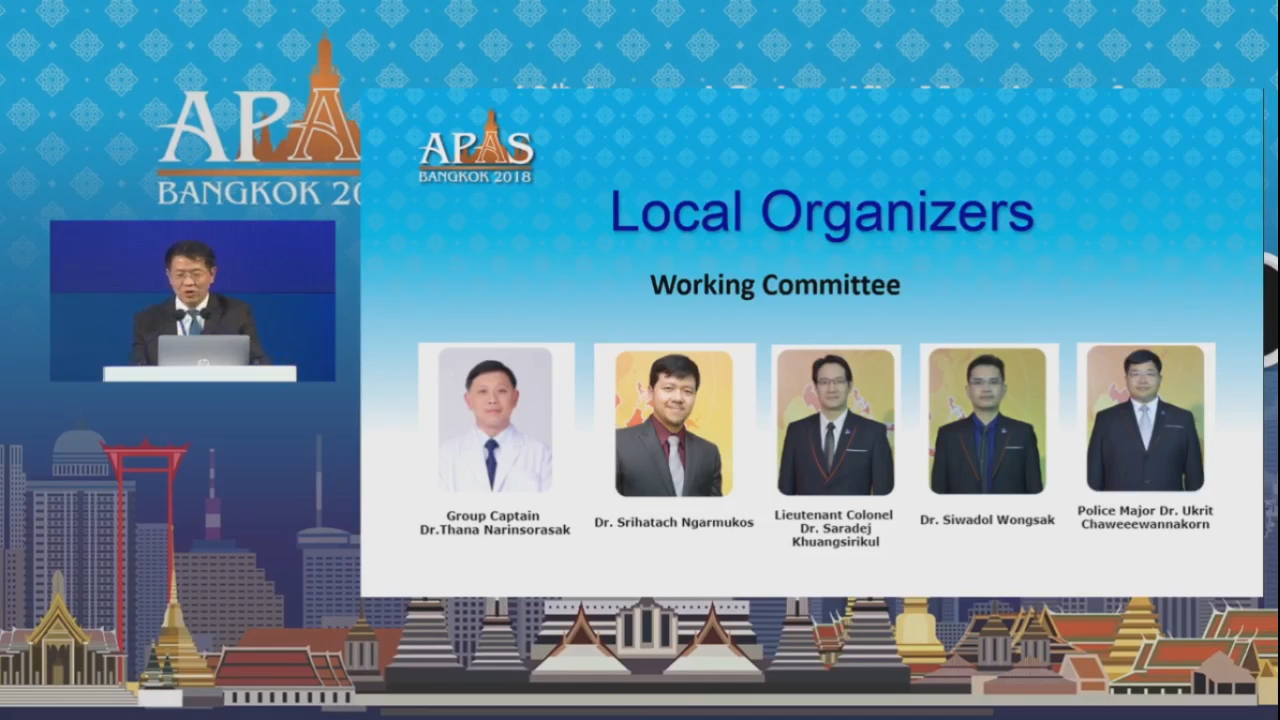 APA
BANGKOK 20
APAS
BANGKOK 2018
Local Organizers
Working Committee
Group Captain
Dr.Thana Narinsorasak
Dr. Srihatach Ngarmukos
Lieutenant Colonel
Dr. Saradej
Khuangsirikul
Dr. Siwadol Wongsak
Police Major Dr. Ukrit
Chaweeewannakorn